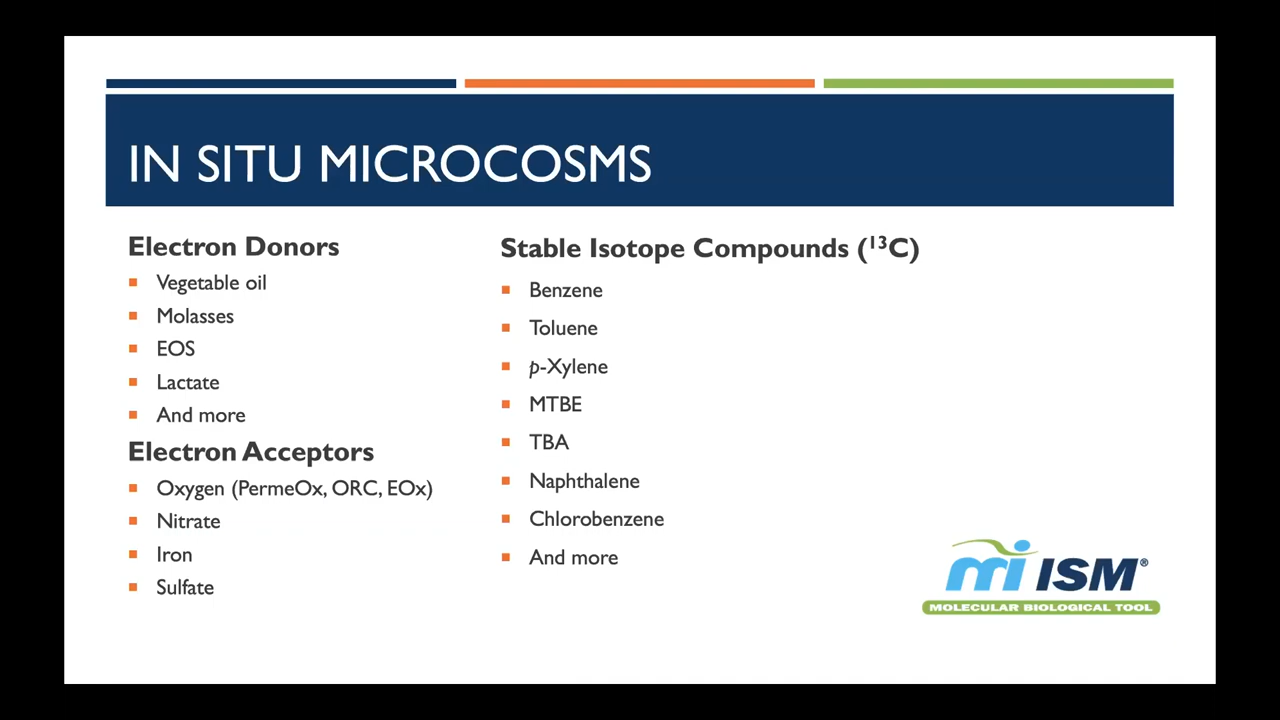 IN SITU MICROCOSMS
Electron Donors
Vegetable oil
Molasses
EOS
Lactate
And more
Electron Acceptors
Oxygen (PermeOx, ORC, EOx)
Nitrate
Iron
Sulfate
Stable Isotope Compounds (¹³C)
Benzene
Toluene
p-Xylene
MTBE
TBA
Naphthalene
Chlorobenzene
And more
mi ISM®
MOLECULAR BIOLOGICAL TOOL